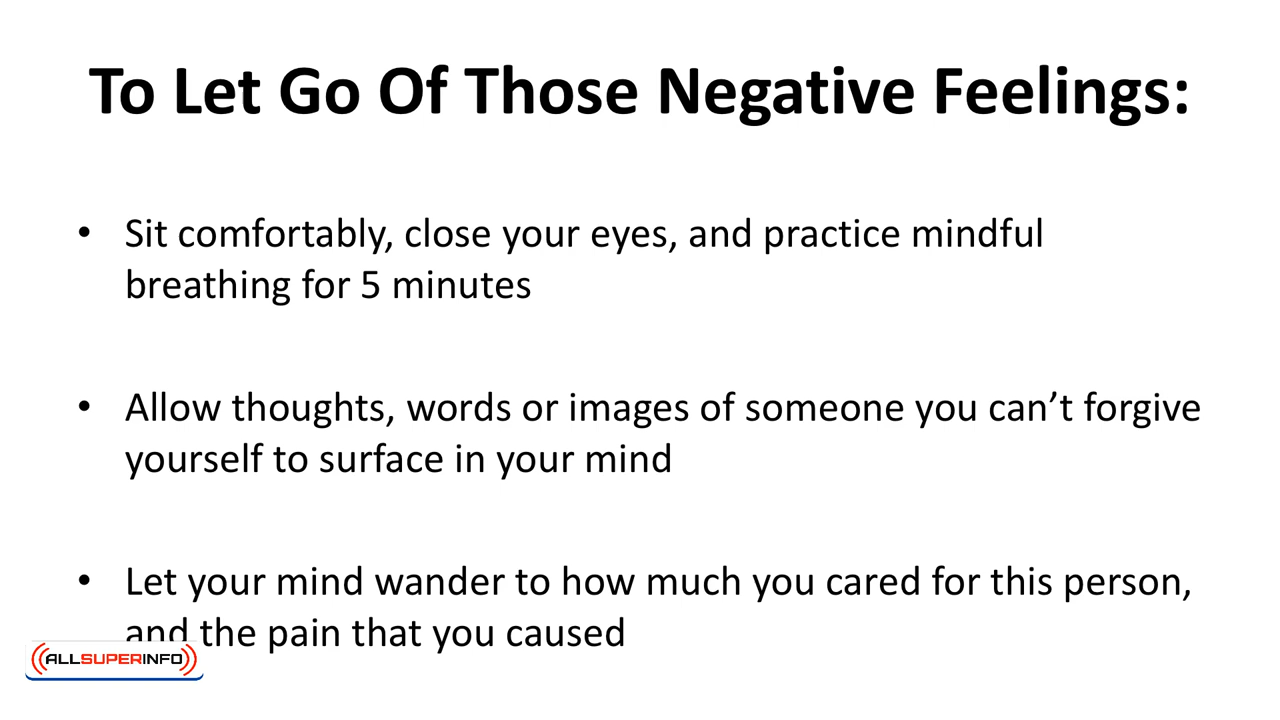 To Let Go Of Those Negative Feelings:
• Sit comfortably, close your eyes, and practice mindful
breathing for 5 minutes
• Allow thoughts, words or images of someone you can’t forgive
yourself to surface in your mind
• Let your mind wander to how much you cared for this person,
and the pain that you caused
ALLSUPERINFO